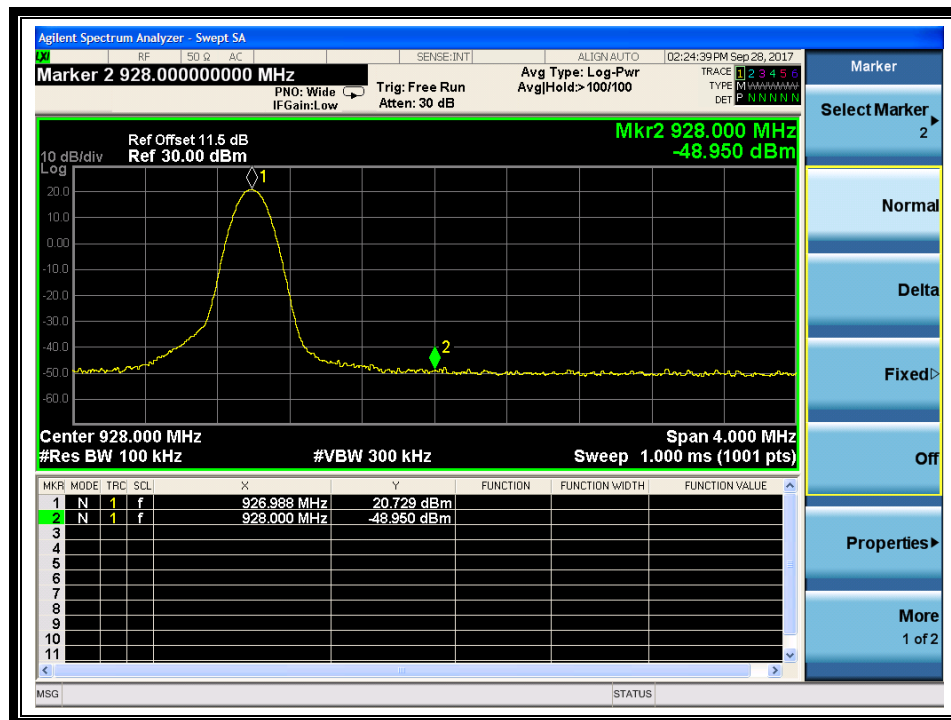 Agilent Spectrum Analyzer - Swept SA
LXI RF 50 Ω AC SENSE:INT ALIGN AUTO 02:24:39 PM Sep 28, 2017
Marker 2 928.000000000 MHz
PNO: Wide
IFGain:Low
Trig: Free Run
Atten: 30 dB
Avg Type: Log-Pwr
Avg|Hold:>100/100
TRACE 1 2 3 4 5 6
TYPE M
DET P N N N N N
Ref Offset 11.5 dB
Ref 30.00 dBm
10 dB/div
Log
Mkr2 928.000 MHz
-48.950 dBm
20.0
10.0
0.00
-10.0
-20.0
-30.0
-40.0
-50.0
-60.0
1
2
Center 928.000 MHz Span 4.000 MHz
#Res BW 100 kHz #VBW 300 kHz Sweep 1.000 ms (1001 pts)
MKR MODE TRC SCL X Y FUNCTION FUNCTION WIDTH FUNCTION VALUE
1 N 1 f 926.988 MHz 20.729 dBm
2 N 1 f 928.000 MHz -48.950 dBm
3
4
5
6
7
8
9
10
11
MSG STATUS
Marker
Select Marker
2
Normal
Delta
Fixed
Off
Properties
More
1 of 2